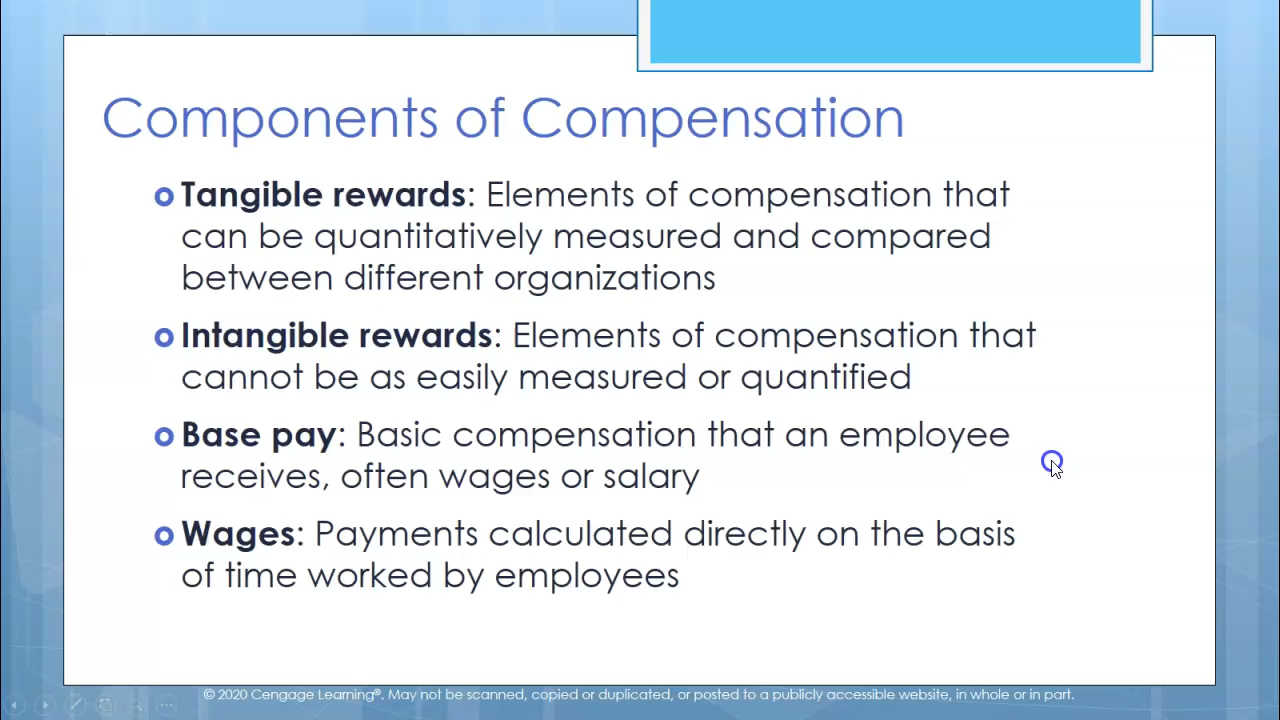 Components of Compensation
Tangible rewards: Elements of compensation that
can be quantitatively measured and compared
between different organizations
Intangible rewards: Elements of compensation that
cannot be as easily measured or quantified
Base pay: Basic compensation that an employee
receives, often wages or salary
Wages: Payments calculated directly on the basis
of time worked by employees
© 2020 Cengage Learning®. May not be scanned, copied or duplicated, or posted to a publicly accessible website, in whole or in part.